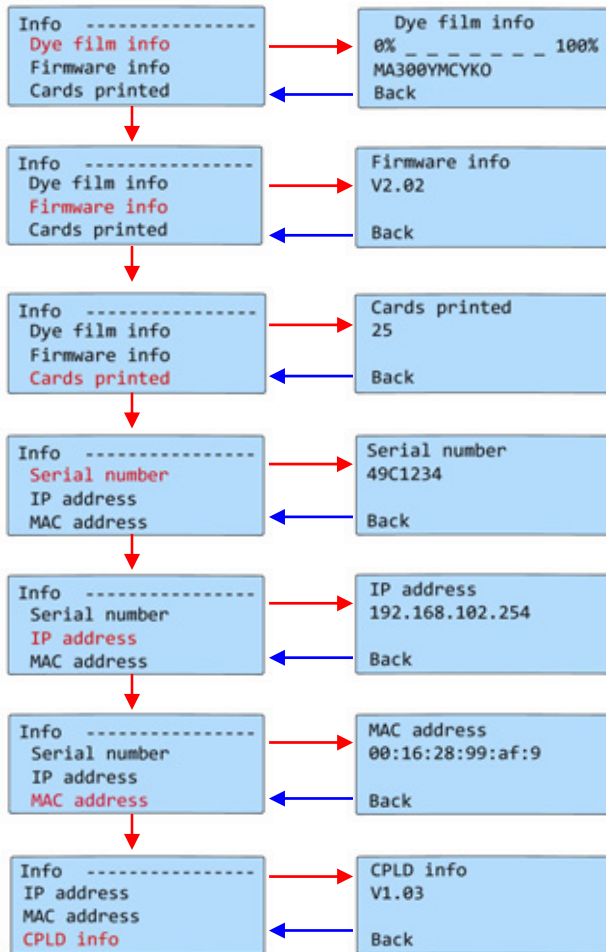 Info ----------------
Dye film info
Firmware info
Cards printed
Dye film info
0% _ _ _ _ _ _ _ 100%
MA300YMCYKO
Back
Info ----------------
Dye film info
Firmware info
Cards printed
Firmware info
V2.02
Back
Info ----------------
Dye film info
Firmware info
Cards printed
Cards printed
25
Back
Info ----------------
Serial number
IP address
MAC address
Serial number
49C1234
Back
Info ----------------
Serial number
IP address
MAC address
IP address
192.168.102.254
Back
Info ----------------
Serial number
IP address
MAC address
MAC address
00:16:28:99:af:9
Back
Info ----------------
IP address
MAC address
CPLD info
CPLD info
V1.03
Back